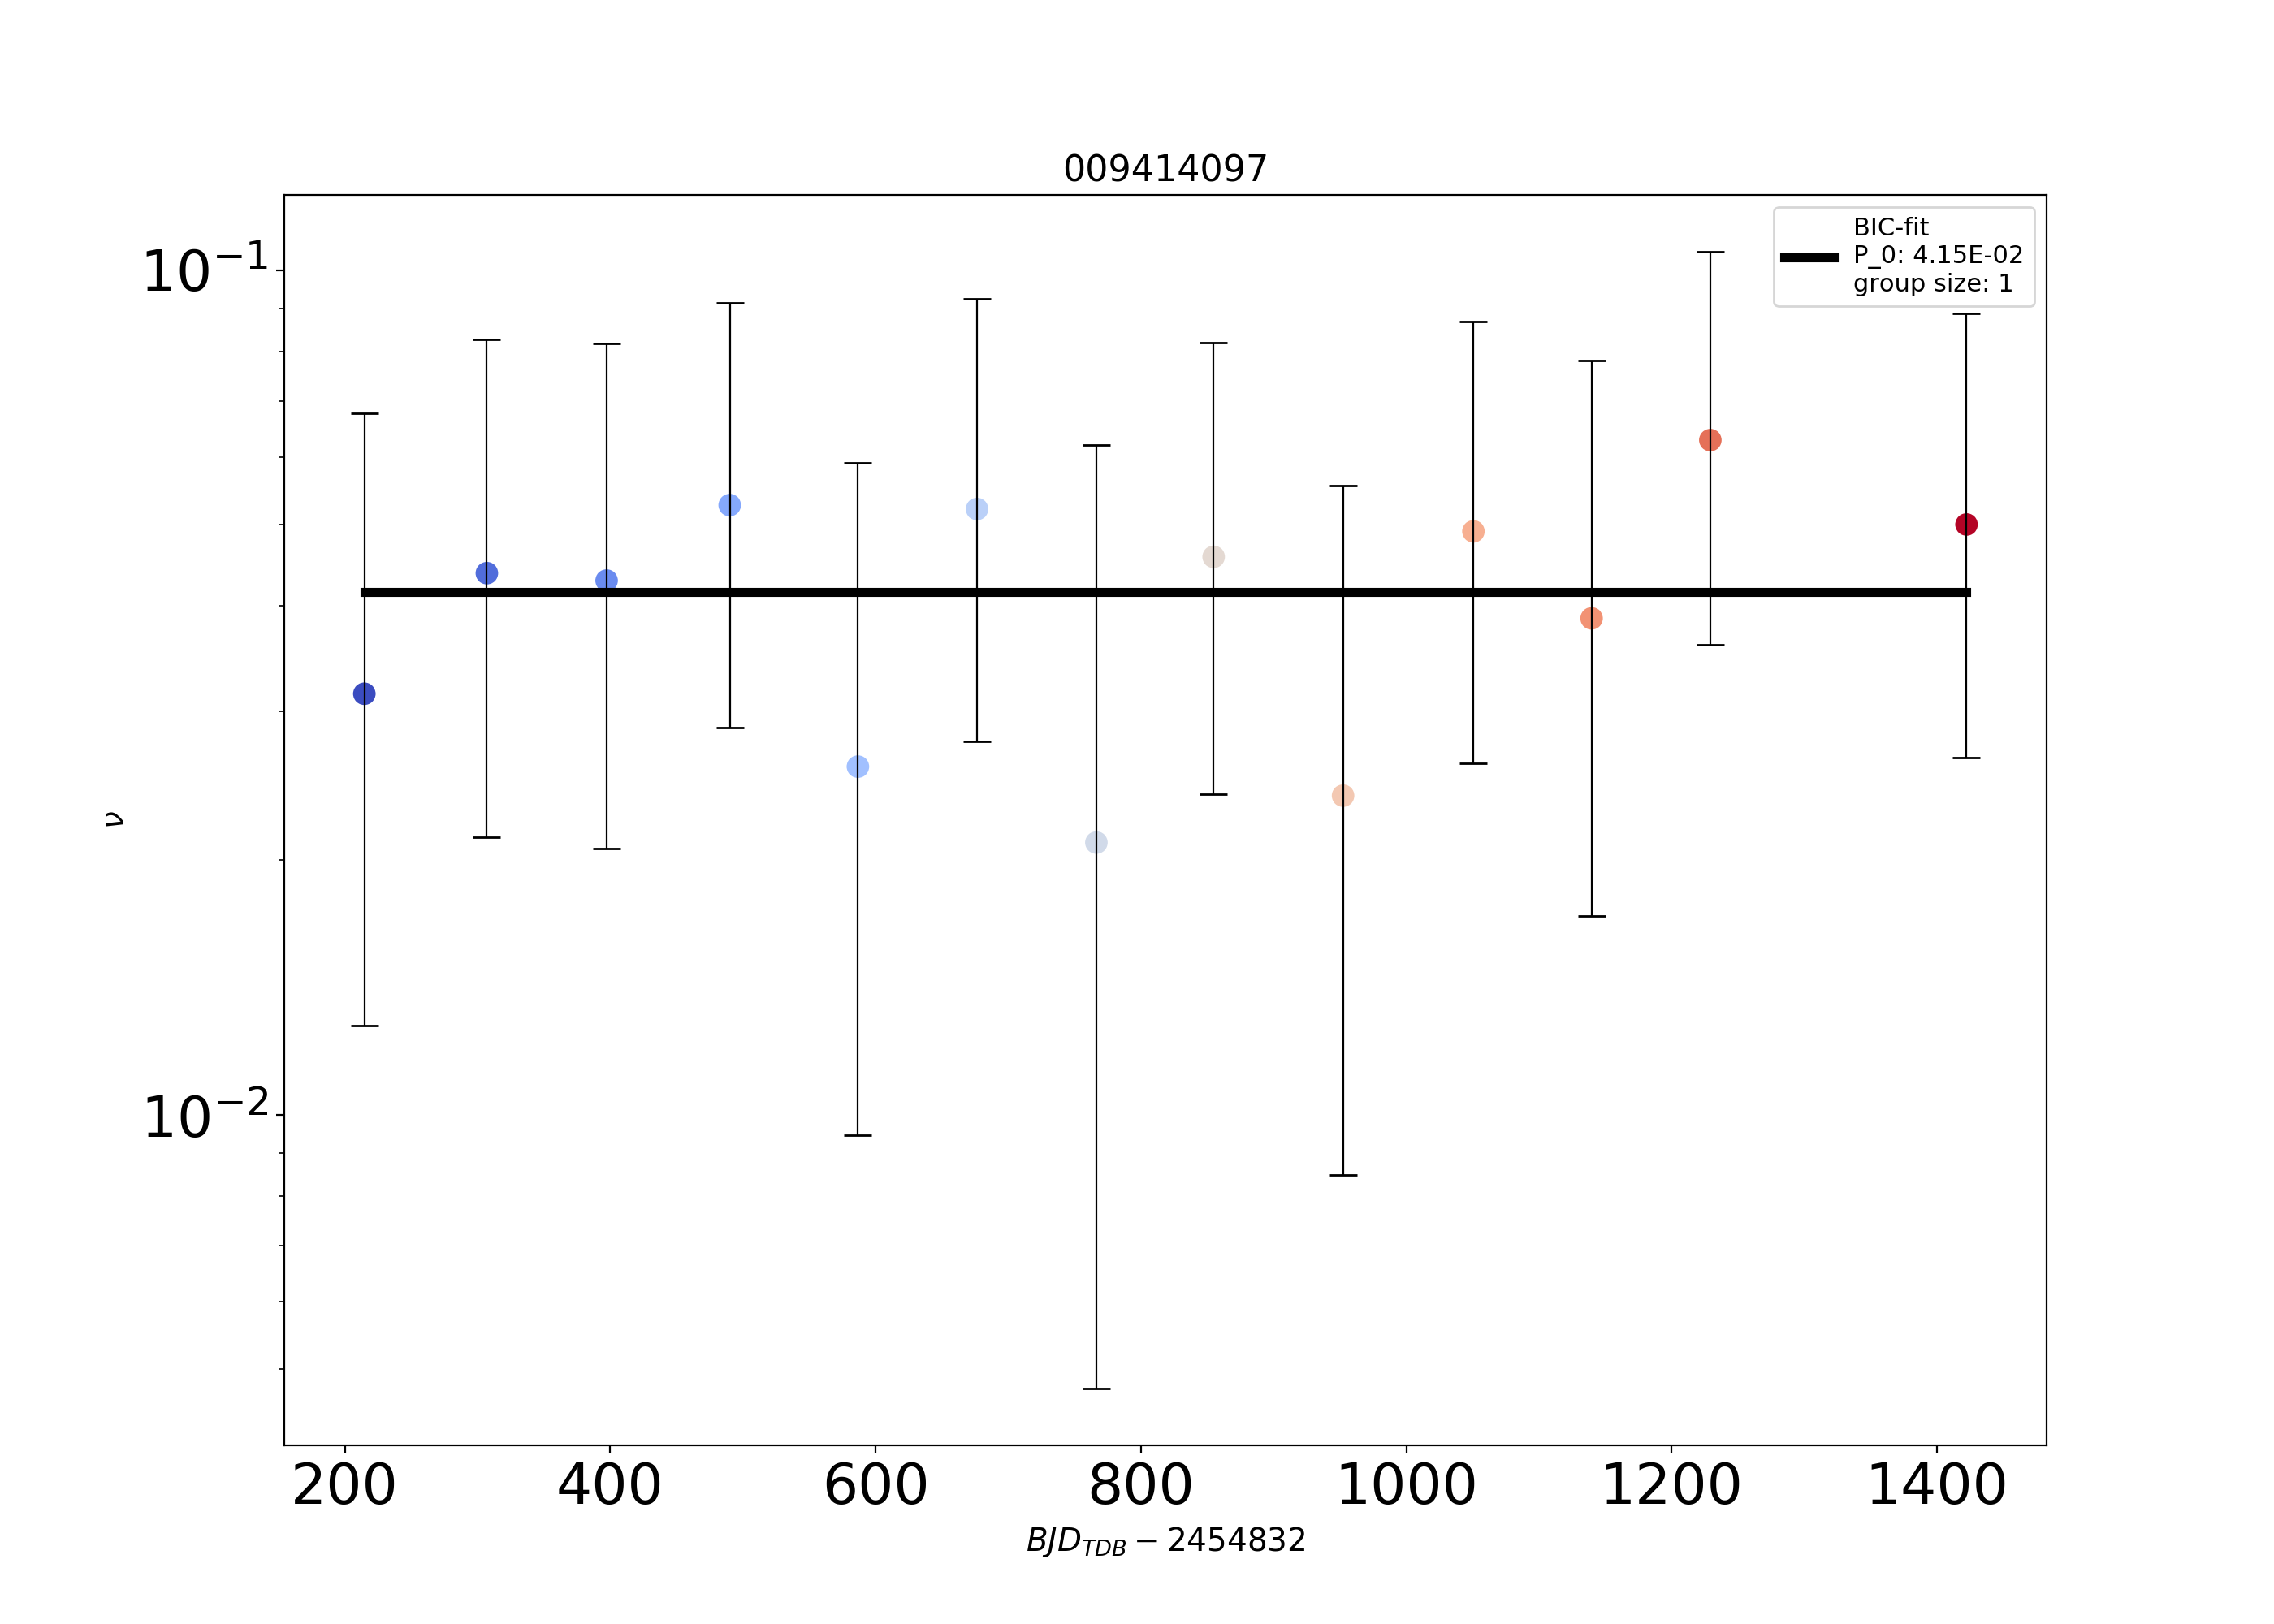 009414097
BIC-fit
P_0: 4.15E-02
group size: 1
10⁻¹
10⁻²
ν
200 400 600 800 1000 1200 1400
BJD_TDB − 2454832